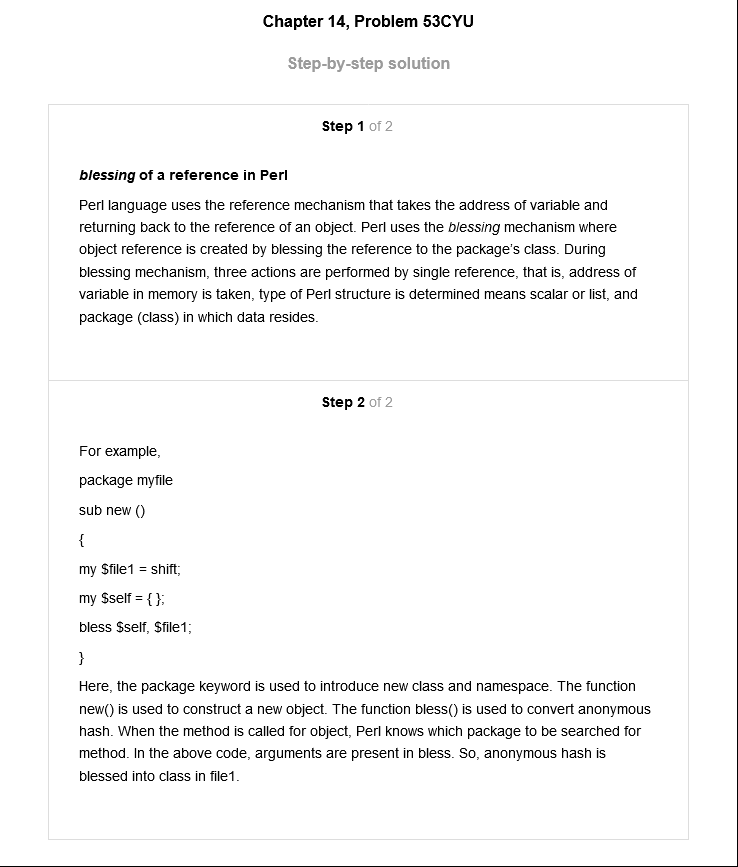 Chapter 14, Problem 53CYU
Step-by-step solution
Step 1 of 2
blessing of a reference in Perl
Perl language uses the reference mechanism that takes the address of variable and
returning back to the reference of an object. Perl uses the blessing mechanism where
object reference is created by blessing the reference to the package's class. During
blessing mechanism, three actions are performed by single reference, that is, address of
variable in memory is taken, type of Perl structure is determined means scalar or list, and
package (class) in which data resides.
Step 2 of 2
For example,
package myfile
sub new ()
{
my $file1 = shift;
my $self = { };
bless $self, $file1;
}
Here, the package keyword is used to introduce new class and namespace. The function
new() is used to construct a new object. The function bless() is used to convert anonymous
hash. When the method is called for object, Perl knows which package to be searched for
method. In the above code, arguments are present in bless. So, anonymous hash is
blessed into class in file1.